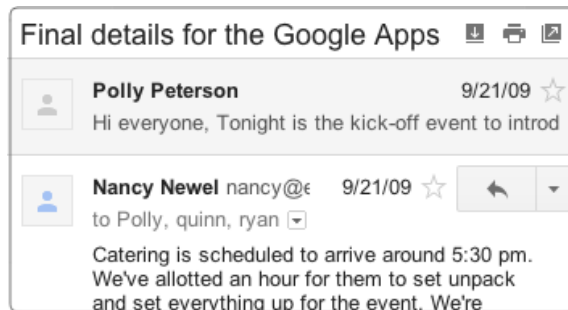 Final details for the Google Apps
Polly Peterson 9/21/09
Hi everyone, Tonight is the kick-off event to introd
Nancy Newel nancy@e 9/21/09
to Polly, quinn, ryan
Catering is scheduled to arrive around 5:30 pm.
We've allotted an hour for them to set unpack
and set everything up for the event. We're